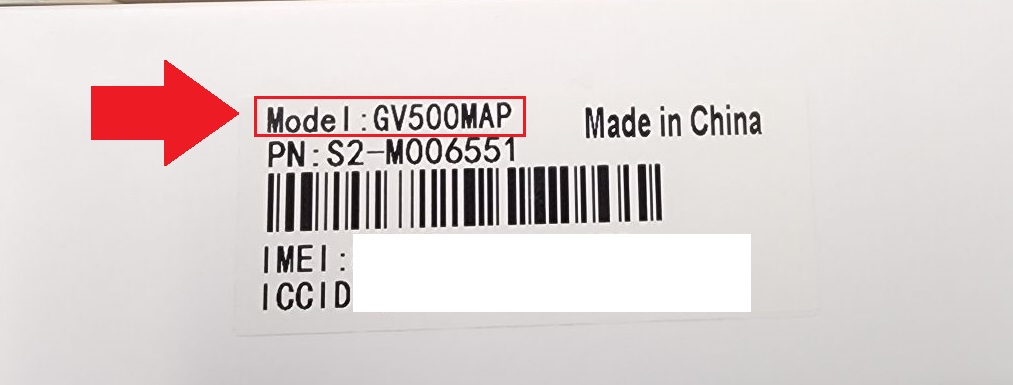 Model:GV500MAP
Made in China
PN:S2-M006551
IMEI:
ICCID